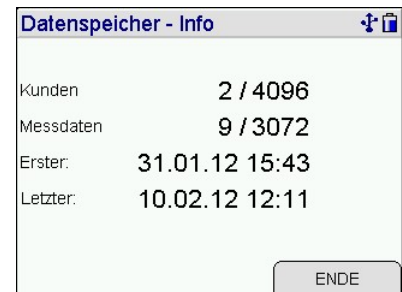 Datenspeicher - Info
Kunden 2 / 4096
Messdaten 9 / 3072
Erster: 31.01.12 15:43
Letzter: 10.02.12 12:11
ENDE